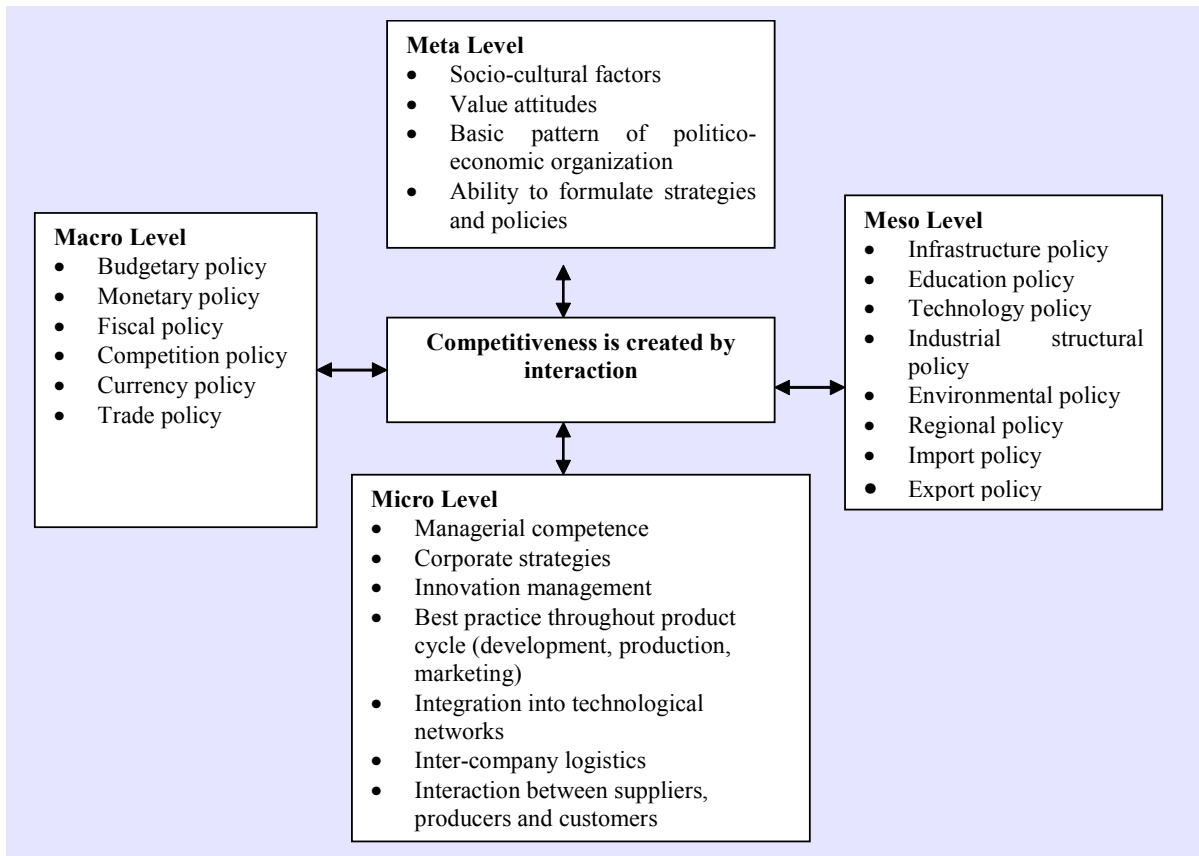 Meta Level
• Socio-cultural factors
• Value attitudes
• Basic pattern of politico-
economic organization
• Ability to formulate strategies
and policies
Macro Level
• Budgetary policy
• Monetary policy
• Fiscal policy
• Competition policy
• Currency policy
• Trade policy
Competitiveness is created by
interaction
Meso Level
• Infrastructure policy
• Education policy
• Technology policy
• Industrial structural
policy
• Environmental policy
• Regional policy
• Import policy
• Export policy
Micro Level
• Managerial competence
• Corporate strategies
• Innovation management
• Best practice throughout product
cycle (development, production,
marketing)
• Integration into technological
networks
• Inter-company logistics
• Interaction between suppliers,
producers and customers